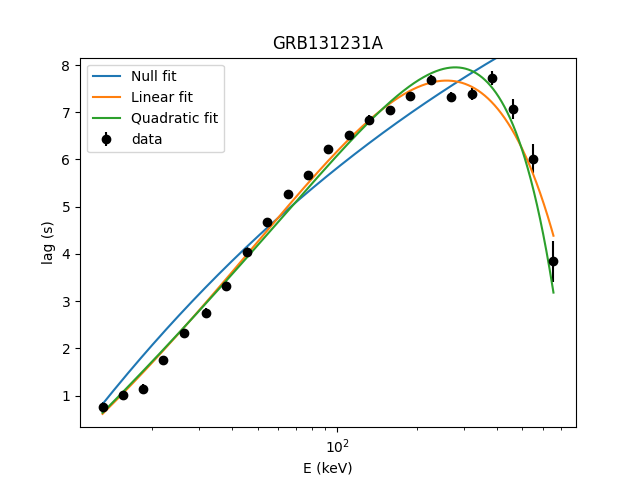 GRB131231A
Null fit
Linear fit
Quadratic fit
data
8
7
6
5
4
3
2
1
lag (s)
10²
E (keV)